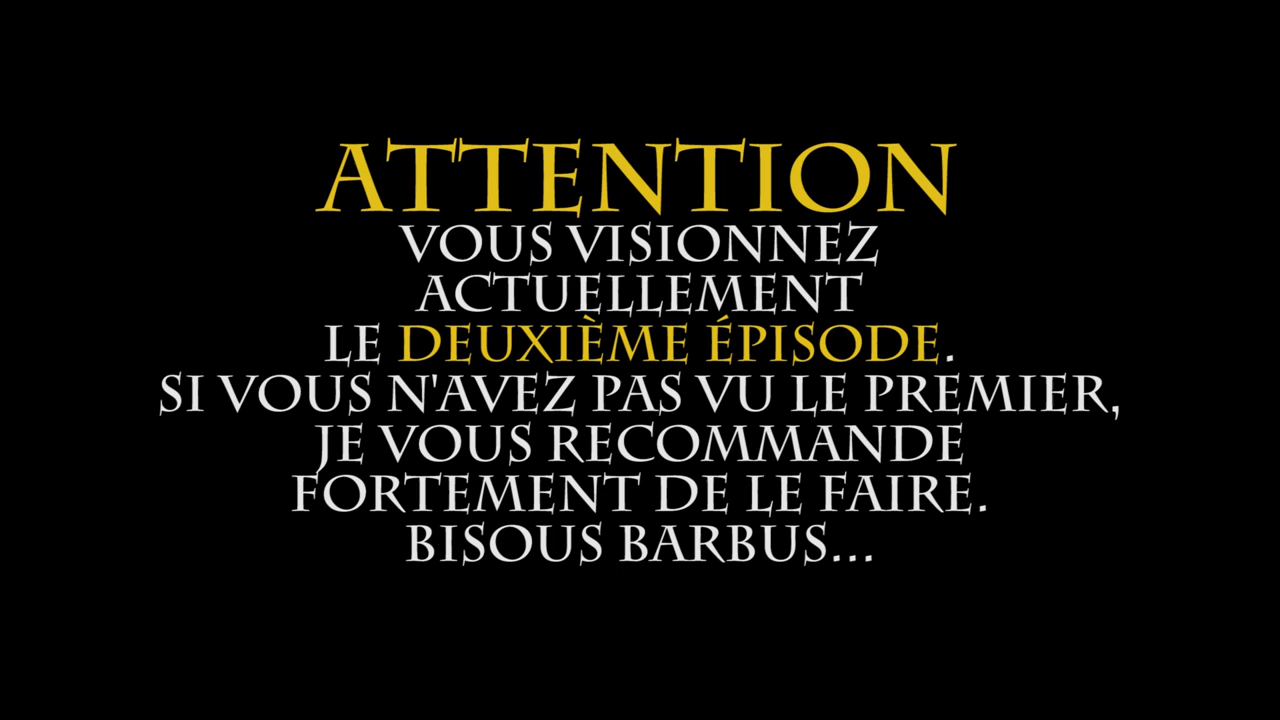 ATTENTION
VOUS VISIONNEZ
ACTUELLEMENT
LE DEUXIÈME ÉPISODE.
SI VOUS N'AVEZ PAS VU LE PREMIER,
JE VOUS RECOMMANDE
FORTEMENT DE LE FAIRE.
BISOUS BARBUS...